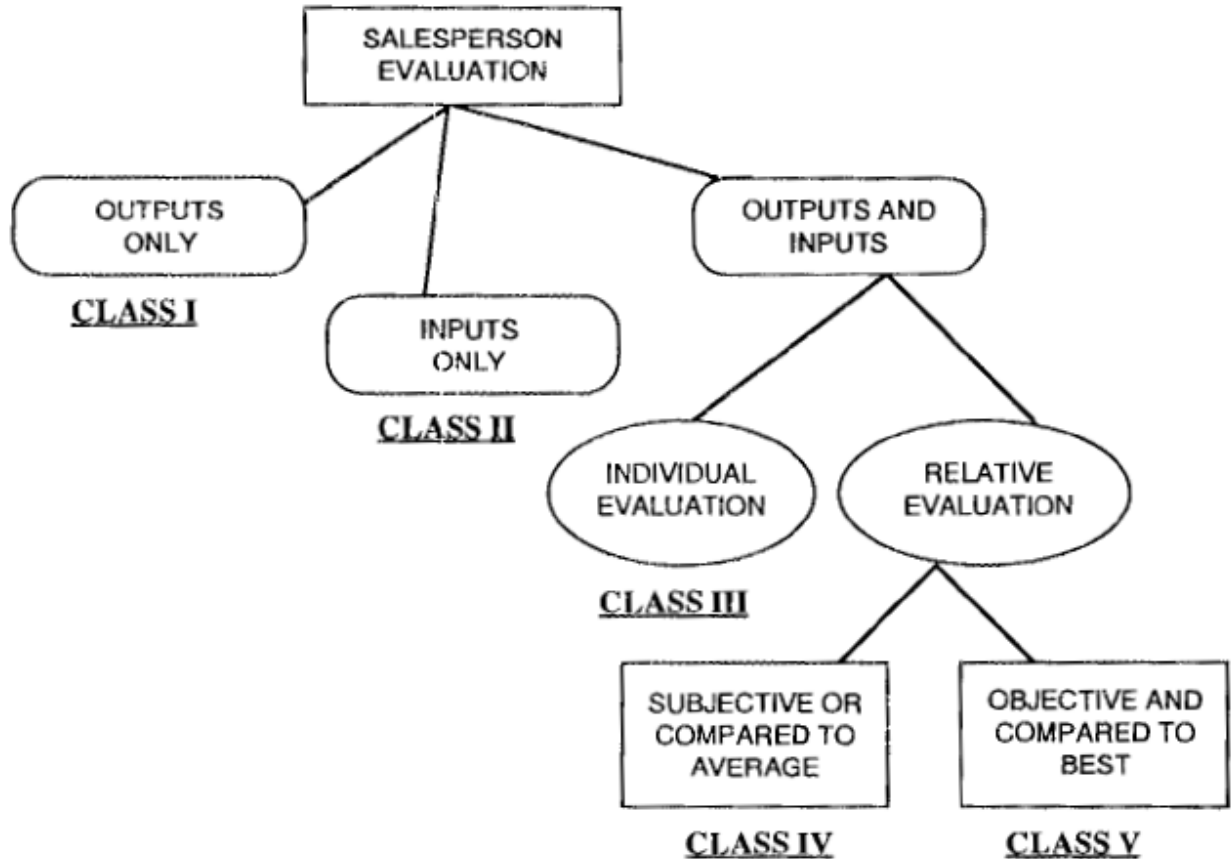 SALESPERSON
EVALUATION
OUTPUTS
ONLY
CLASS I
INPUTS
ONLY
CLASS II
OUTPUTS AND
INPUTS
INDIVIDUAL
EVALUATION
CLASS III
RELATIVE
EVALUATION
SUBJECTIVE OR
COMPARED TO
AVERAGE
CLASS IV
OBJECTIVE AND
COMPARED TO
BEST
CLASS V